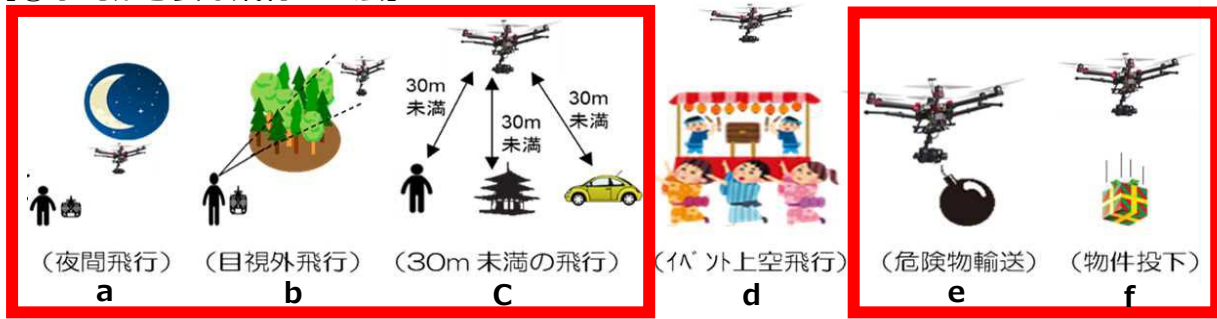 30m
未満
30m
未満
30m
未満
(夜間飛行)
(目視外飛行)
(30m 未満の飛行)
(イベント上空飛行)
(危険物輸送)
(物件投下)
a
b
C
d
e
f